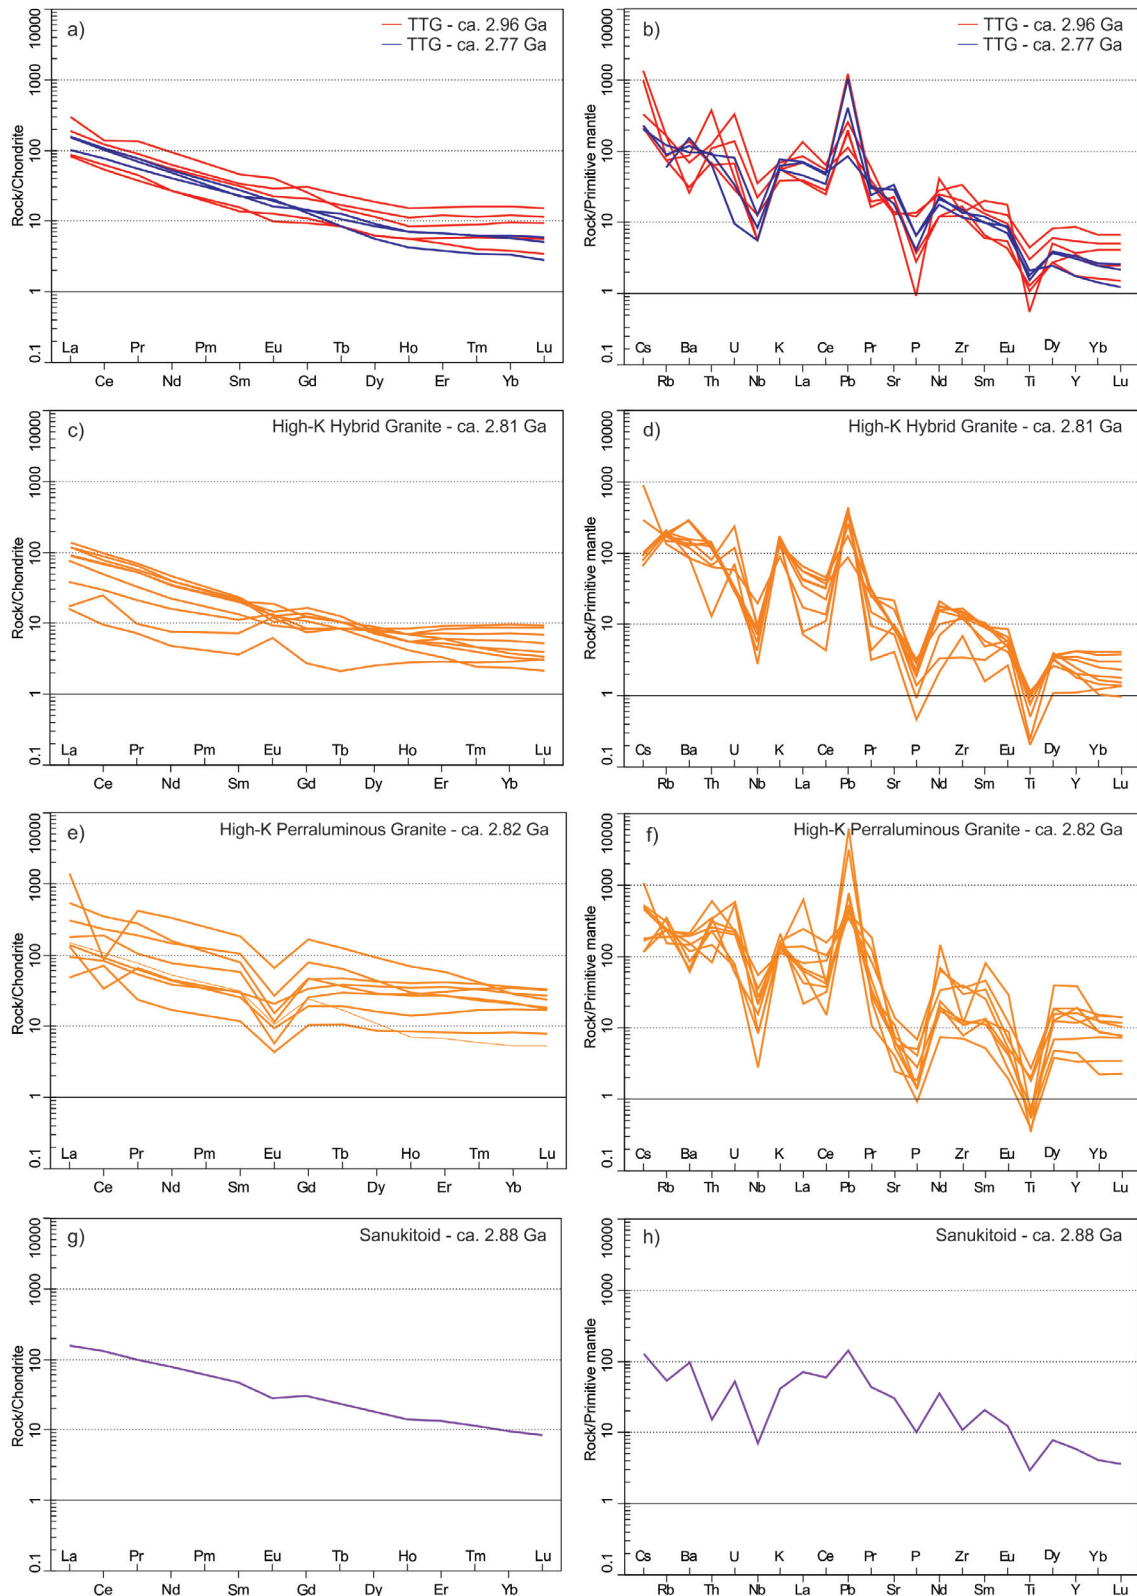 a)
TTG - ca. 2.96 Ga
TTG - ca. 2.77 Ga
Rock/Chondrite
10000
1000
100
10
1
0.1
La Pr Pm Eu Tb Ho Tm Lu
Ce Nd Sm Gd Dy Er Yb
b)
TTG - ca. 2.96 Ga
TTG - ca. 2.77 Ga
Rock/Primitive mantle
10000
1000
100
10
1
0.1
Cs Ba U K Ce Pr P Zr Eu Dy Yb
Rb Th Nb La Pb Sr Nd Sm Ti Y Lu
c)
High-K Hybrid Granite - ca. 2.81 Ga
Rock/Chondrite
10000
1000
100
10
1
0.1
La Pr Pm Eu Tb Ho Tm Lu
Ce Nd Sm Gd Dy Er Yb
d)
High-K Hybrid Granite - ca. 2.81 Ga
Rock/Primitive mantle
10000
1000
100
10
1
0.1
Cs Ba U K Ce Pr P Zr Eu Dy Yb
Rb Th Nb La Pb Sr Nd Sm Ti Y Lu
e)
High-K Perraluminous Granite - ca. 2.82 Ga
Rock/Chondrite
10000
1000
100
10
1
0.1
La Pr Pm Eu Tb Ho Tm Lu
Ce Nd Sm Gd Dy Er Yb
f)
High-K Perraluminous Granite - ca. 2.82 Ga
Rock/Primitive mantle
10000
1000
100
10
1
0.1
Cs Ba U K Ce Pr P Zr Eu Dy Yb
Rb Th Nb La Pb Sr Nd Sm Ti Y Lu
g)
Sanukitoid - ca. 2.88 Ga
Rock/Chondrite
10000
1000
100
10
1
0.1
La Pr Pm Eu Tb Ho Tm Lu
Ce Nd Sm Gd Dy Er Yb
h)
Sanukitoid - ca. 2.88 Ga
Rock/Primitive mantle
10000
1000
100
10
1
0.1
Cs Ba U K Ce Pr P Zr Eu Dy Yb
Rb Th Nb La Pb Sr Nd Sm Ti Y Lu